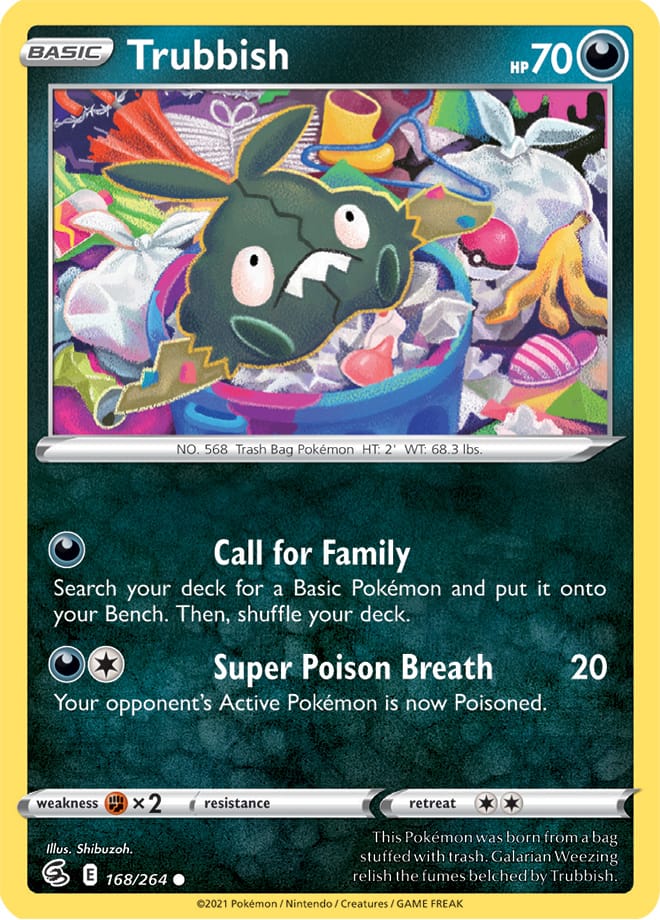 BASIC Trubbish HP 70
NO. 568 Trash Bag Pokémon HT: 2' WT: 68.3 lbs.
Call for Family
Search your deck for a Basic Pokémon and put it onto
your Bench. Then, shuffle your deck.
Super Poison Breath 20
Your opponent's Active Pokémon is now Poisoned.
weakness ×2 resistance retreat
Illus. Shibuzoh.
E 168/264
This Pokémon was born from a bag
stuffed with trash. Galarian Weezing
relish the fumes belched by Trubbish.
©2021 Pokémon / Nintendo / Creatures / GAME FREAK